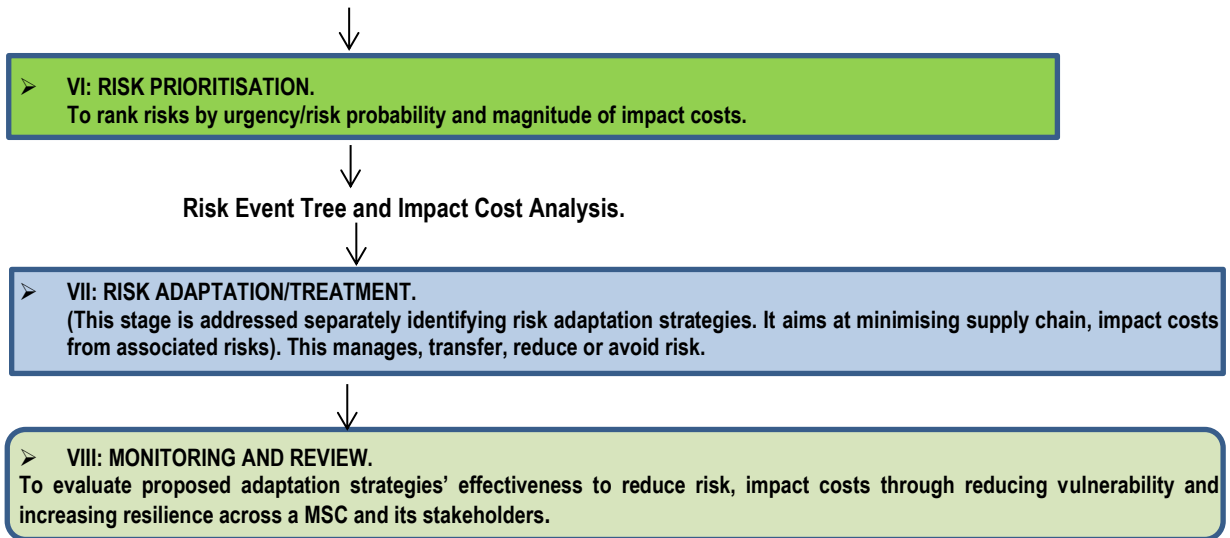 ➢ VI: RISK PRIORITISATION.
To rank risks by urgency/risk probability and magnitude of impact costs.
Risk Event Tree and Impact Cost Analysis.
➢ VII: RISK ADAPTATION/TREATMENT.
(This stage is addressed separately identifying risk adaptation strategies. It aims at minimising supply chain, impact costs
from associated risks). This manages, transfer, reduce or avoid risk.
➢ VIII: MONITORING AND REVIEW.
To evaluate proposed adaptation strategies’ effectiveness to reduce risk, impact costs through reducing vulnerability and
increasing resilience across a MSC and its stakeholders.